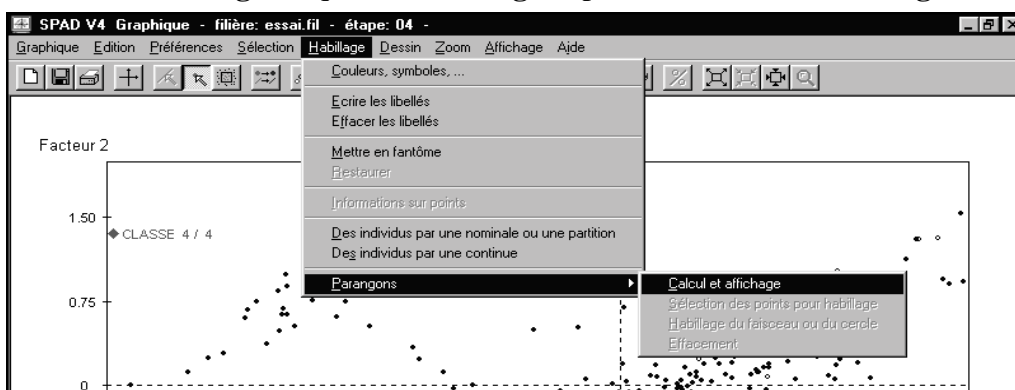 SPAD V4 Graphique - filière: essai.fil - étape: 04 -
Graphique Edition Préférences Sélection Habillage Dessin Zoom Affichage Ajde
Couleurs, symboles, ...
Ecrire les libellés
Effacer les libellés
Mettre en fantôme
Restaurer
Informations sur points
Des individus par une nominale ou une partition
Des individus par une continue
Parangons
Calcul et affichage
Sélection des points pour habillage
Habillage du faisceau ou du cercle
Effacement
Facteur 2
1.50
CLASSE 4 / 4
0.75
0